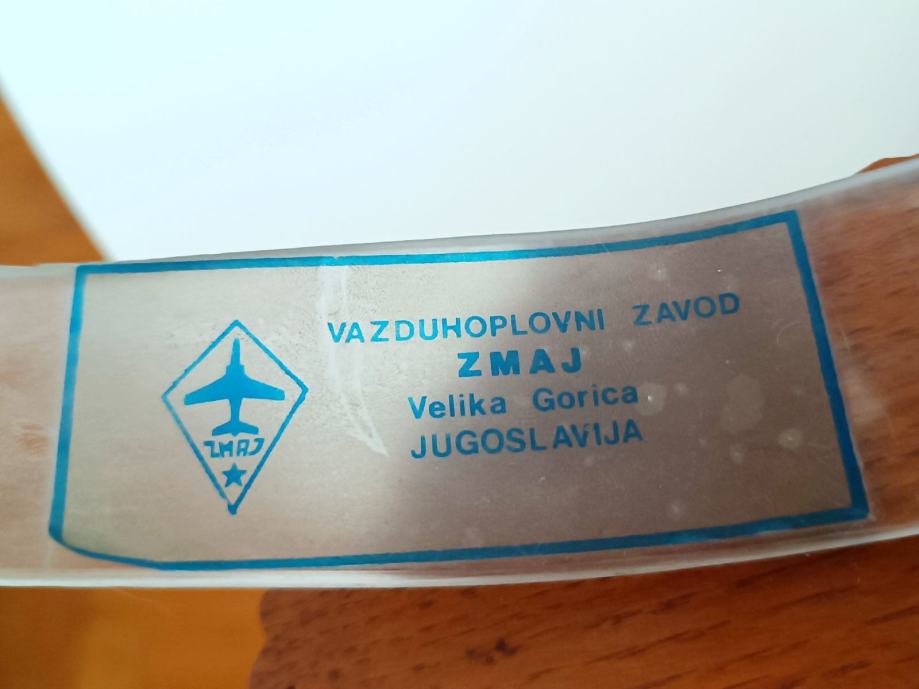 VAZDUHOPLOVNI ZAVOD
ZMAJ
Velika Gorica
JUGOSLAVIJA
ZMAJ